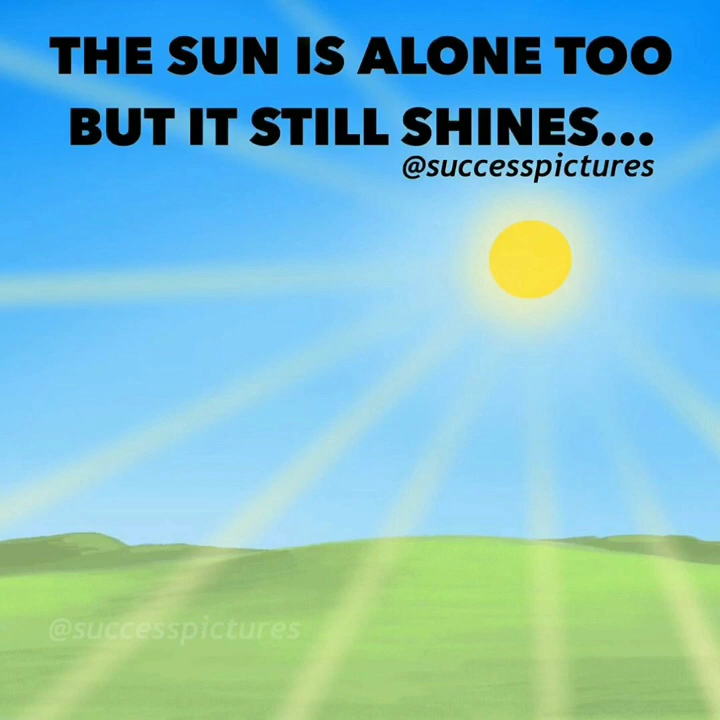 THE SUN IS ALONE TOO
BUT IT STILL SHINES...
@successpictures
@successpictures